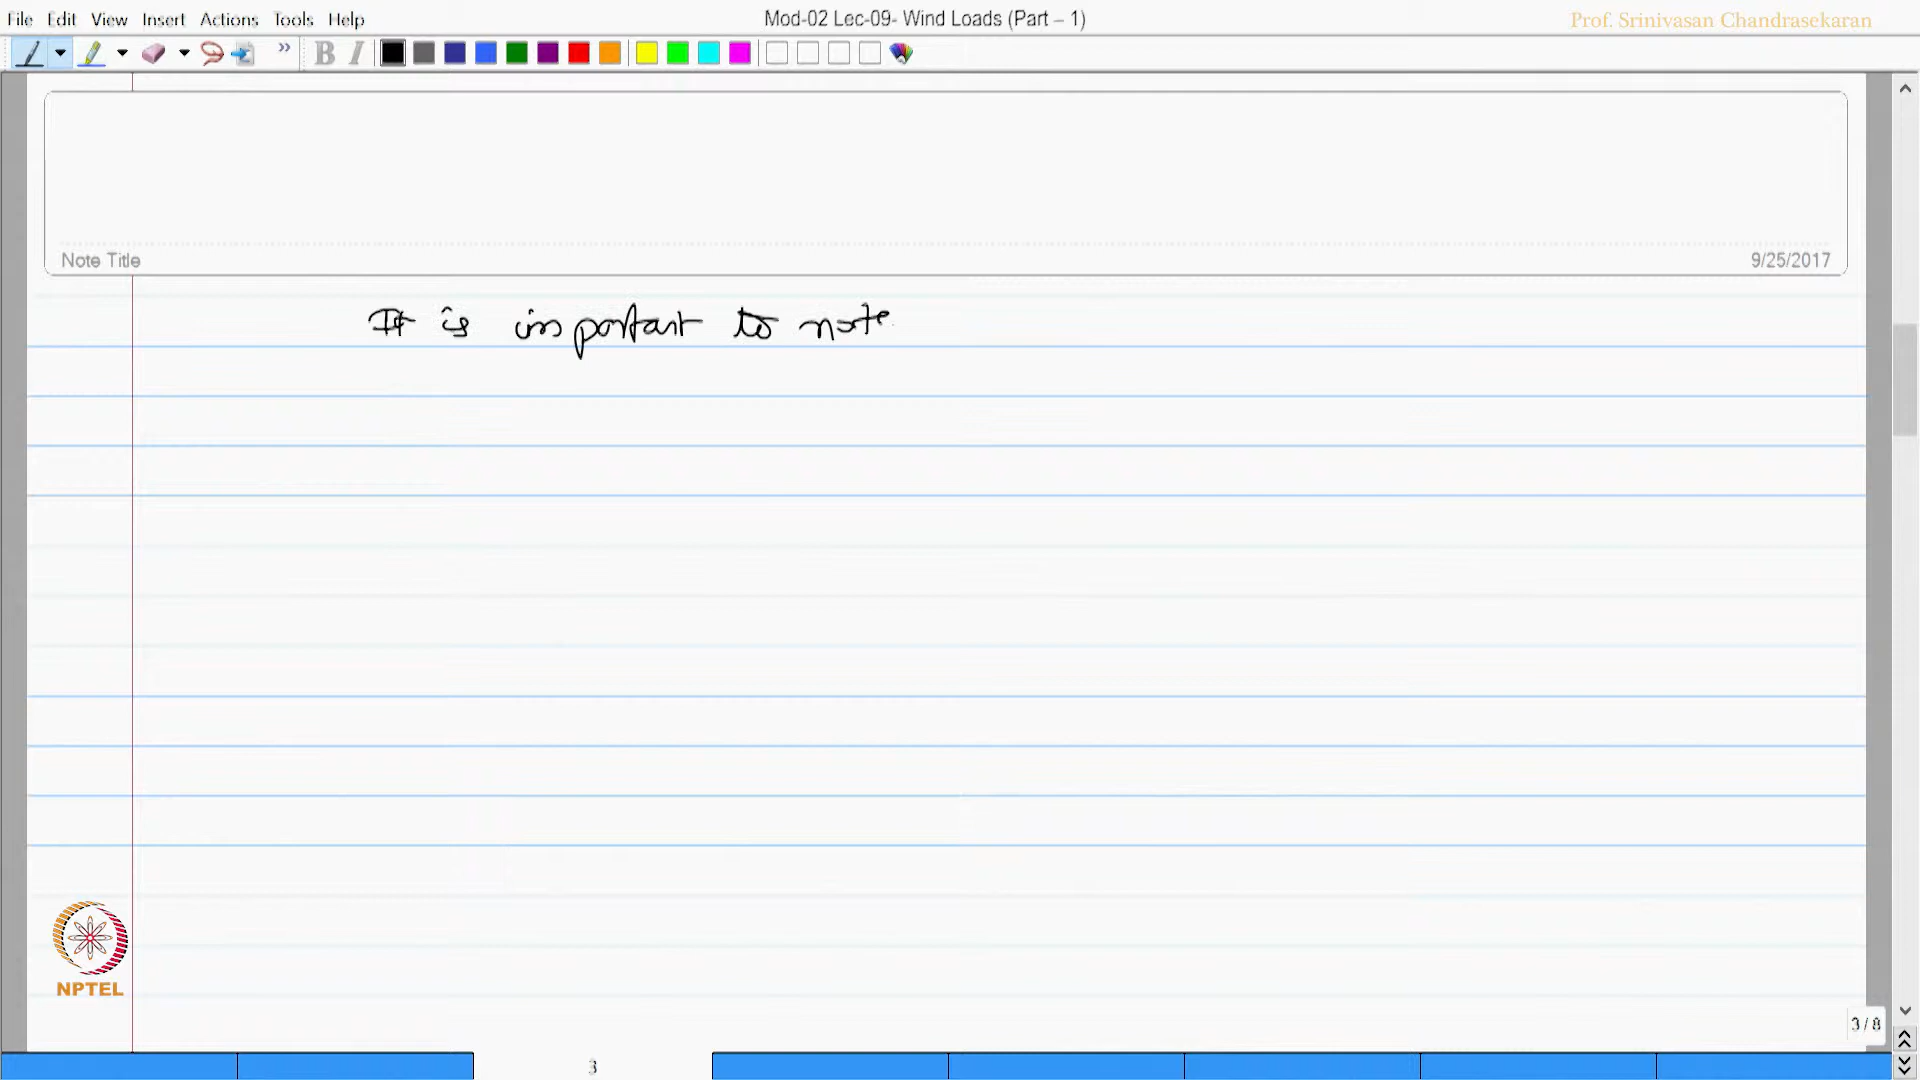 File Edit View Insert Actions Tools Help
Mod-02 Lec-09- Wind Loads (Part – 1)
Prof. Srinivasan Chandrasekaran
B I
Note Title
9/25/2017
It is important to note
NPTEL
3 / 8
3